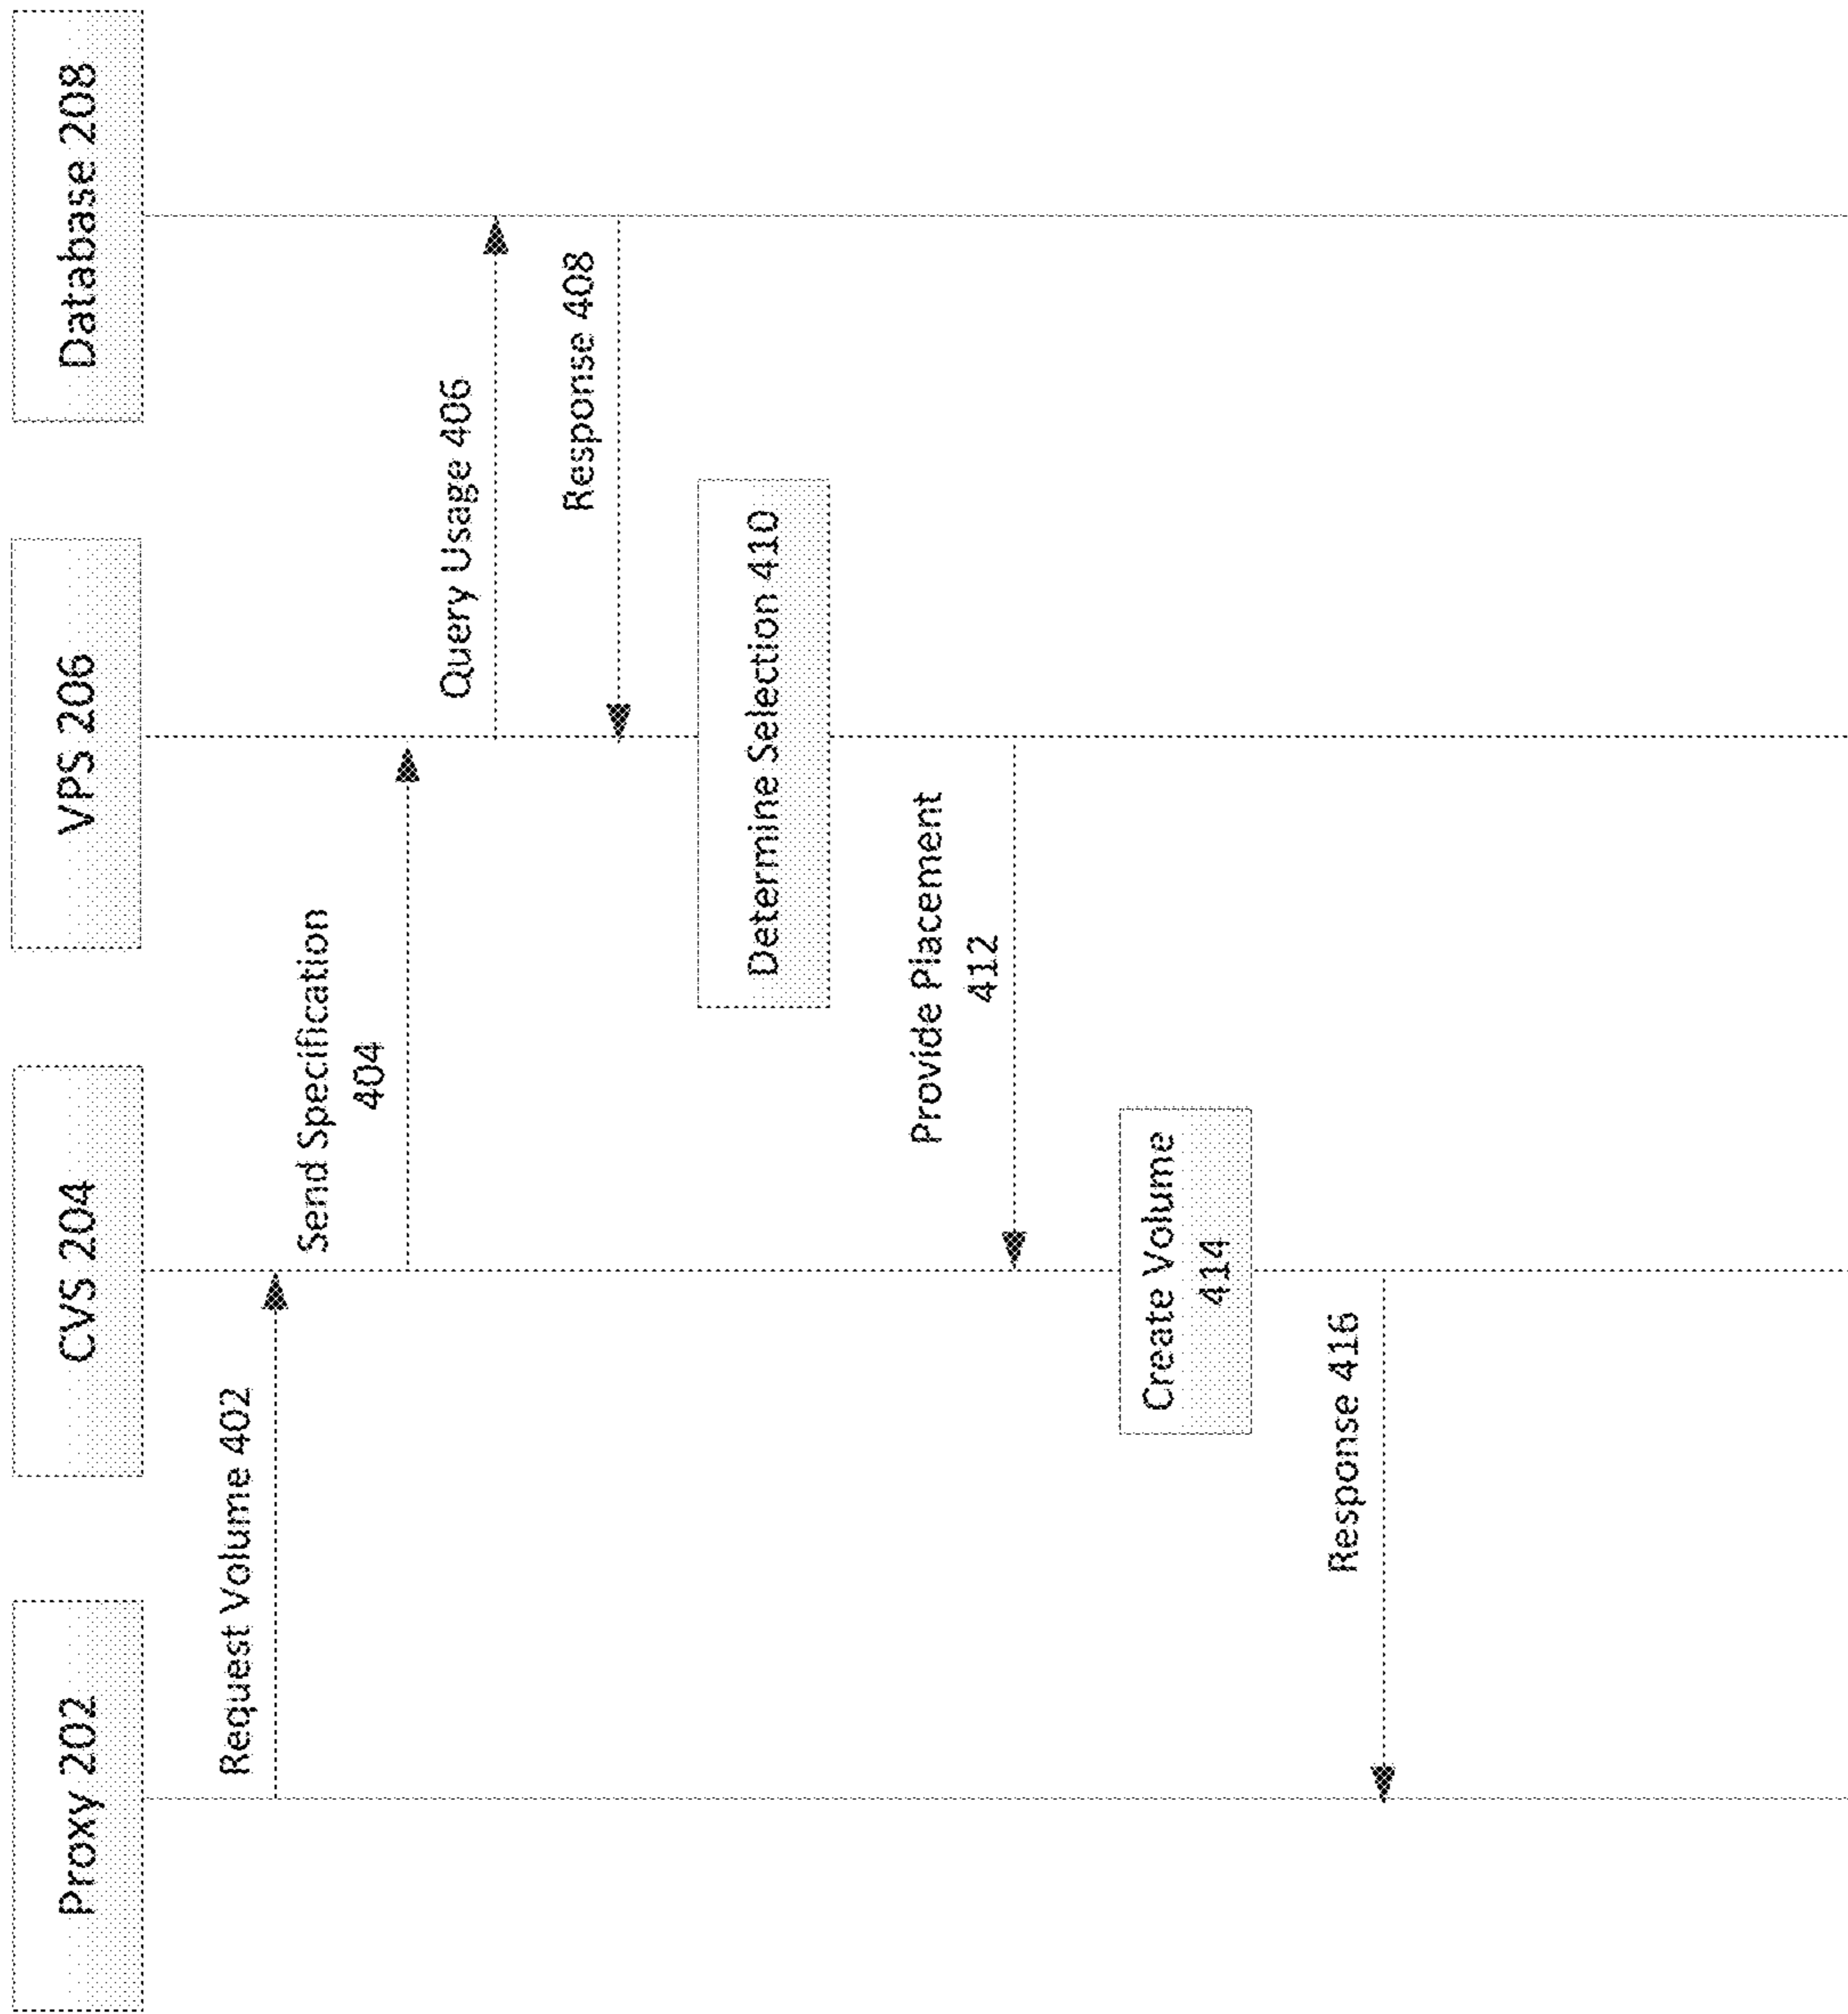 Proxy 202
CVS 204
VPS 206
Database 208
Request Volume 402
Send Specification
404
Query Usage 406
Response 408
Determine Selection 410
Provide Placement
412
Create Volume
414
Response 416